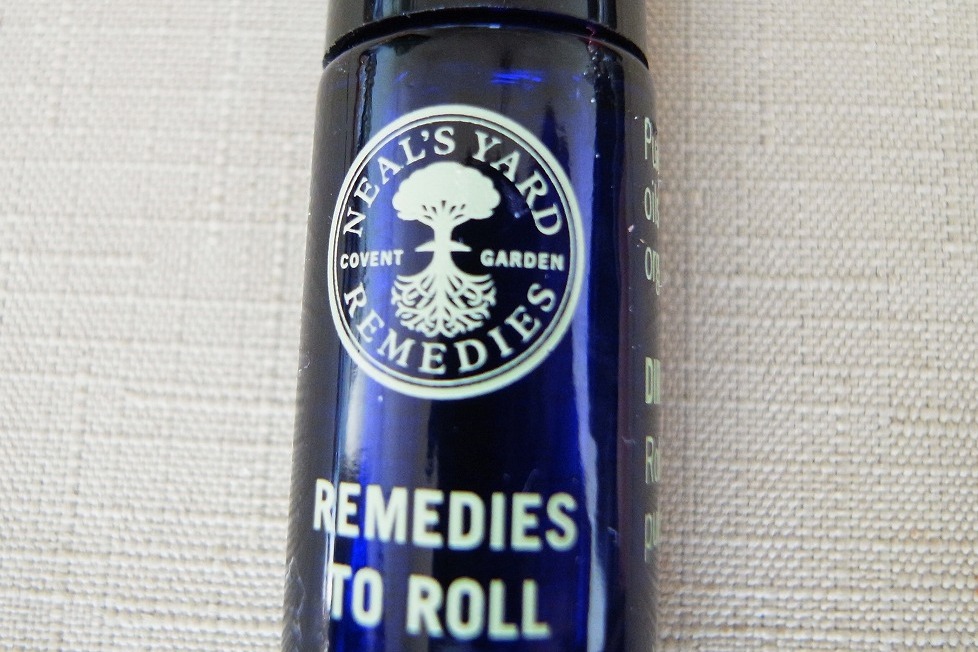 NEAL'S YARD
COVENT GARDEN
REMEDIES
REMEDIES
TO ROLL